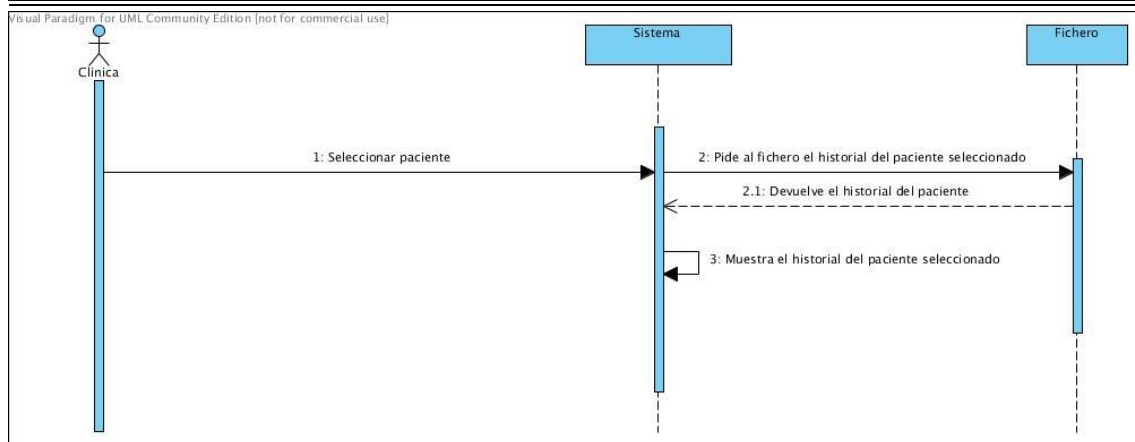 Visual Paradigm for UML Community Edition [not for commercial use]
Clinica
Sistema
Fichero
1: Seleccionar paciente
2: Pide al fichero el historial del paciente seleccionado
2.1: Devuelve el historial del paciente
3: Muestra el historial del paciente seleccionado